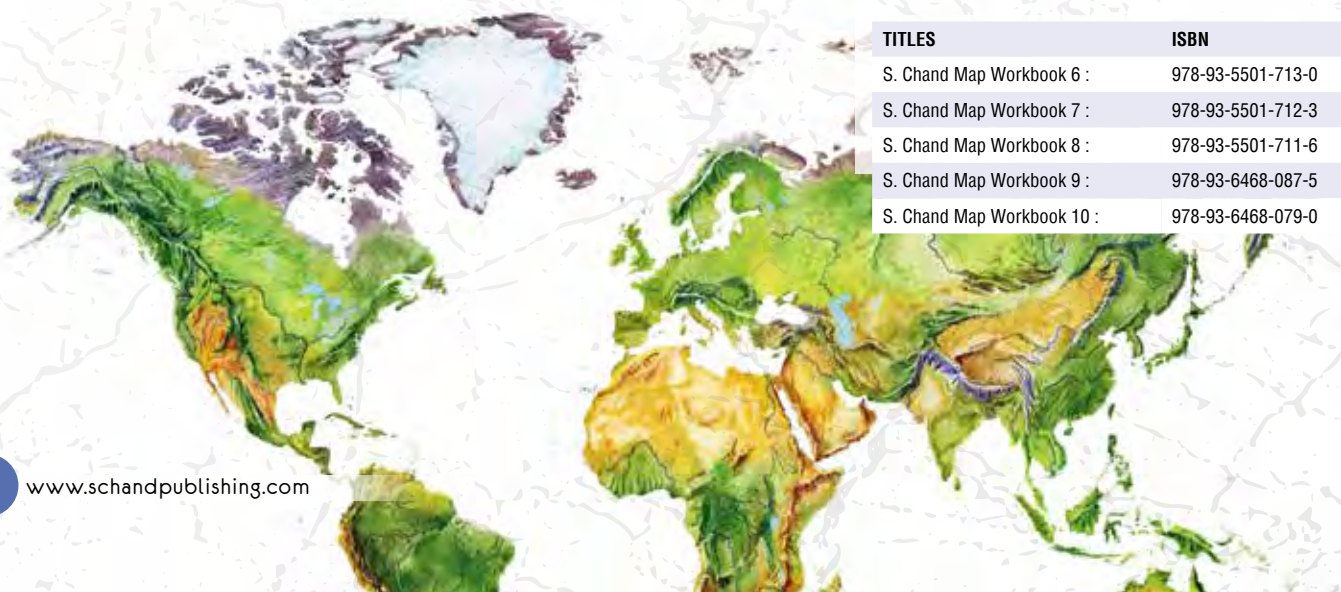 TITLES ISBN
S. Chand Map Workbook 6 : 978-93-5501-713-0
S. Chand Map Workbook 7 : 978-93-5501-712-3
S. Chand Map Workbook 8 : 978-93-5501-711-6
S. Chand Map Workbook 9 : 978-93-6468-087-5
S. Chand Map Workbook 10 : 978-93-6468-079-0
www.schandpublishing.com